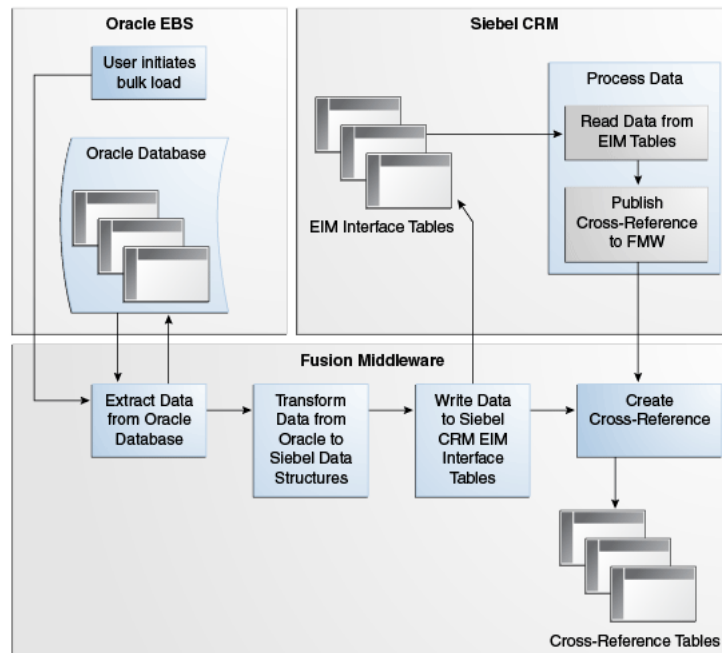 Oracle EBS
User initiates
bulk load
Oracle Database
Siebel CRM
EIM Interface Tables
Process Data
Read Data from
EIM Tables
Publish
Cross-Reference
to FMW
Fusion Middleware
Extract Data
from Oracle
Database
Transform
Data from
Oracle to
Siebel Data
Structures
Write Data
to Siebel
CRM EIM
Interface
Tables
Create
Cross-Reference
Cross-Reference Tables